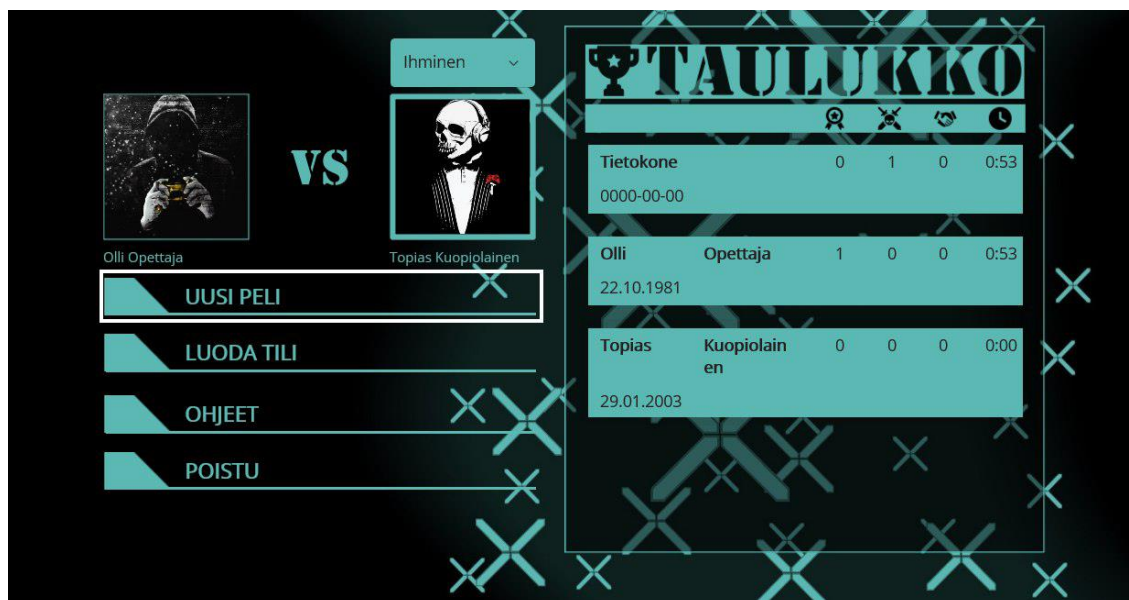 Ihminen
VS
Olli Opettaja
Topias Kuopiolainen
UUSI PELI
LUODA TILI
OHJEET
POISTU
TAULUKKO
Tietokone 0 1 0 0:53
0000-00-00
Olli Opettaja 1 0 0 0:53
22.10.1981
Topias Kuopiolain 0 0 0 0:00
en
29.01.2003